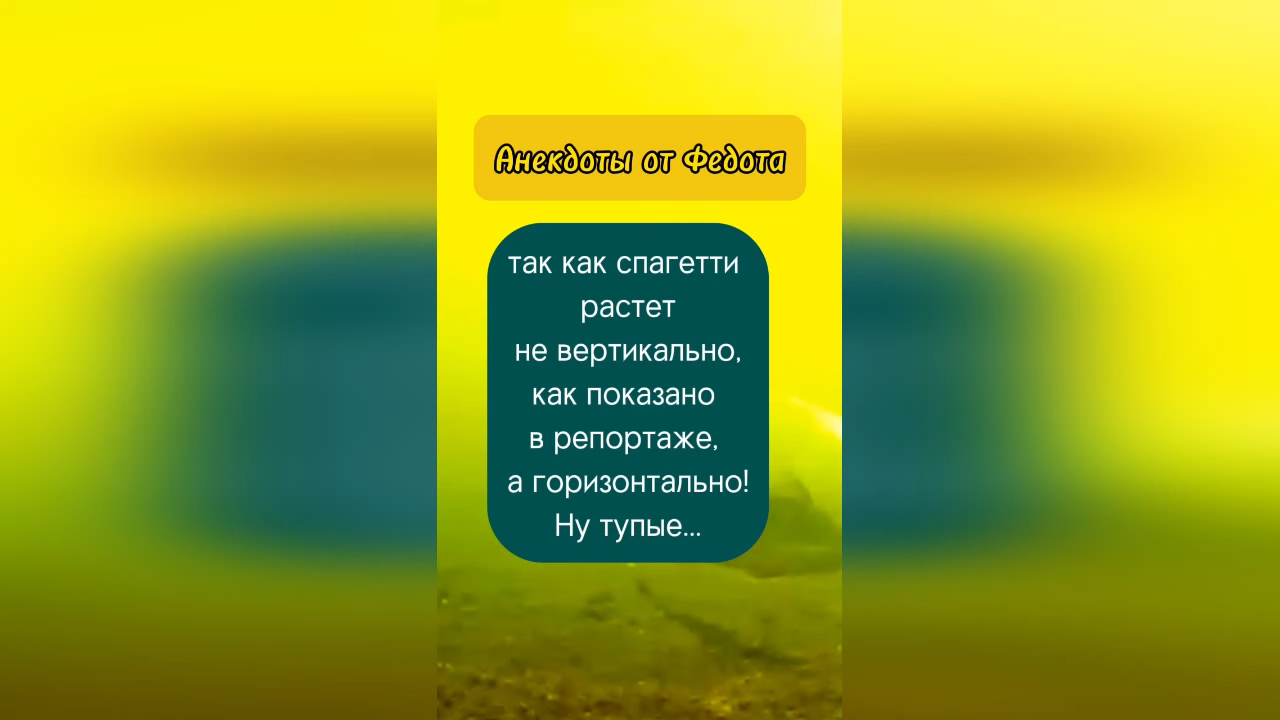 Анекдоты от Федота
так как спагетти
растет
не вертикально,
как показано
в репортаже,
а горизонтально!
Ну тупые...